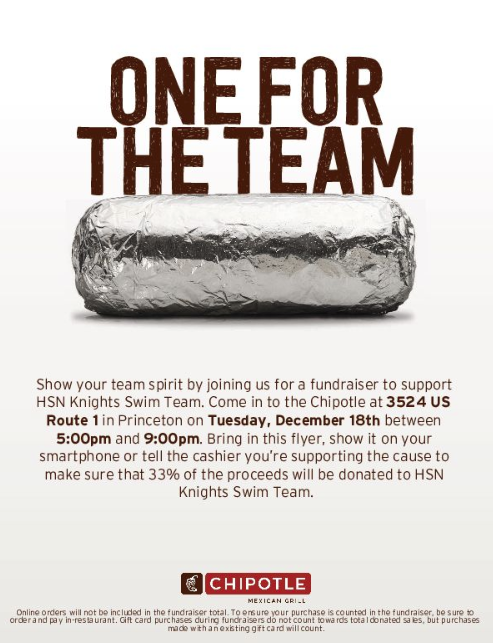 ONE FOR
THE TEAM
Show your team spirit by joining us for a fundraiser to support
HSN Knights Swim Team. Come in to the Chipotle at 3524 US
Route 1 in Princeton on Tuesday, December 18th between
5:00pm and 9:00pm. Bring in this flyer, show it on your
smartphone or tell the cashier you're supporting the cause to
make sure that 33% of the proceeds will be donated to HSN
Knights Swim Team.
CHIPOTLE
MEXICAN GRILL
Online orders will not be included in the fundraiser total. To ensure your purchase is counted in the fundraiser, be sure to
order and pay in-restaurant. Gift card purchases during fundraisers do not count towards total donated sales, but purchases
made with an existing gift card will count.